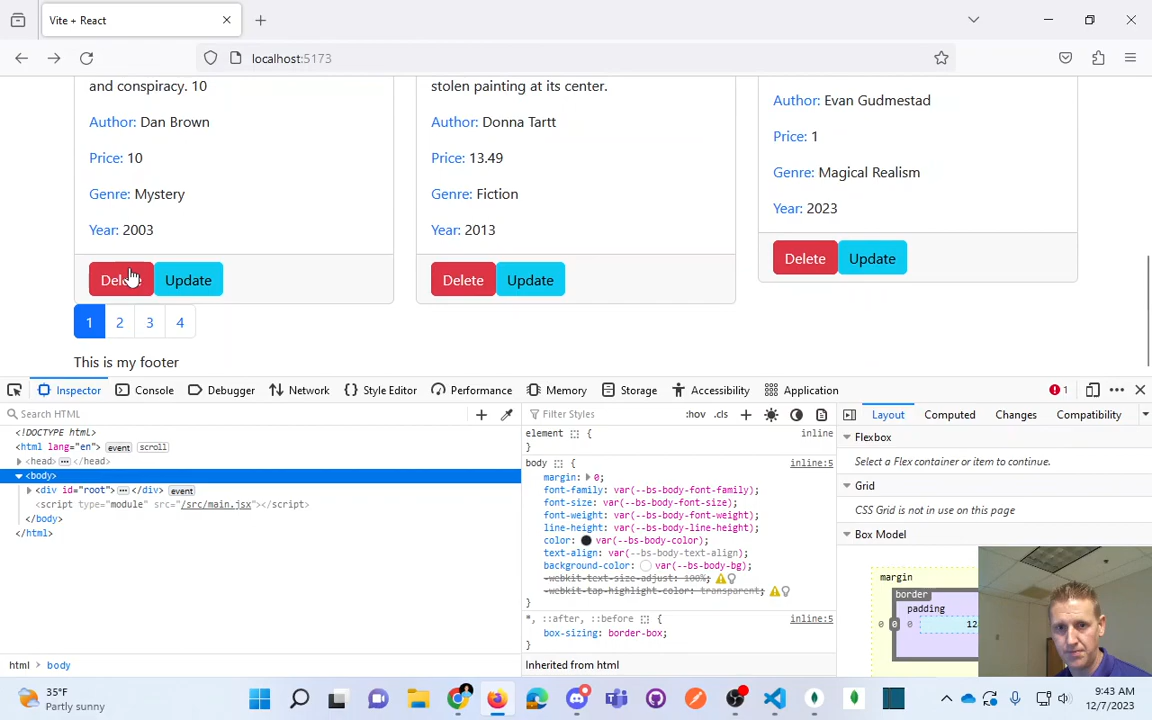 Vite + React
localhost:5173
and conspiracy. 10
Author: Dan Brown
Price: 10
Genre: Mystery
Year: 2003
Update
stolen painting at its center.
Author: Donna Tartt
Price: 13.49
Genre: Fiction
Year: 2013
Delete Update
Author: Evan Gudmestad
Price: 1
Genre: Magical Realism
Year: 2023
Delete Update
1 2 3 4
This is my footer
Inspector Console Debugger Network Style Editor Performance Memory Storage Accessibility Application 1
Search HTML
<!DOCTYPE html>
<html lang="en"> event scroll
<head> </head>
<body>
<div id="root"> </div> event
<script type="module" src="/src/main.jsx"></script>
</body>
</html>
html > body
Filter Styles :hov .cls
element { inline
}
body { inline:5
margin: 0;
font-family: var(--bs-body-font-family);
font-size: var(--bs-body-font-size);
font-weight: var(--bs-body-font-weight);
line-height: var(--bs-body-line-height);
color: var(--bs-body-color);
text-align: var(--bs-body-text-align);
background-color: var(--bs-body-bg);
-webkit-text-size-adjust: 100%;
-webkit-tap-highlight-color: transparent;
}
*, ::after, ::before { inline:5
box-sizing: border-box;
}
Inherited from html
Layout Computed Changes Compatibility
Flexbox
Select a Flex container or item to continue.
Grid
CSS Grid is not in use on this page
Box Model
margin
border
padding
0 0 0 12
35°F
Partly sunny
9:43 AM
12/7/2023